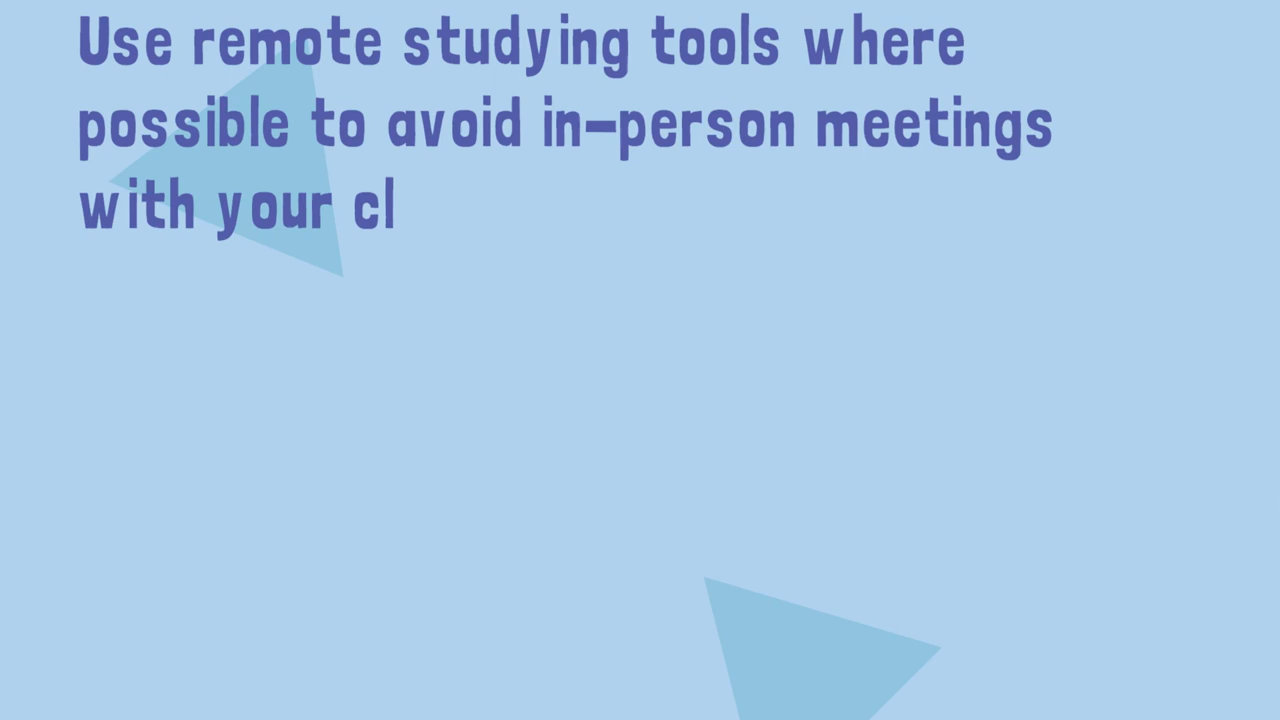 Use remote studying tools where
possible to avoid in-person meetings
with your cl